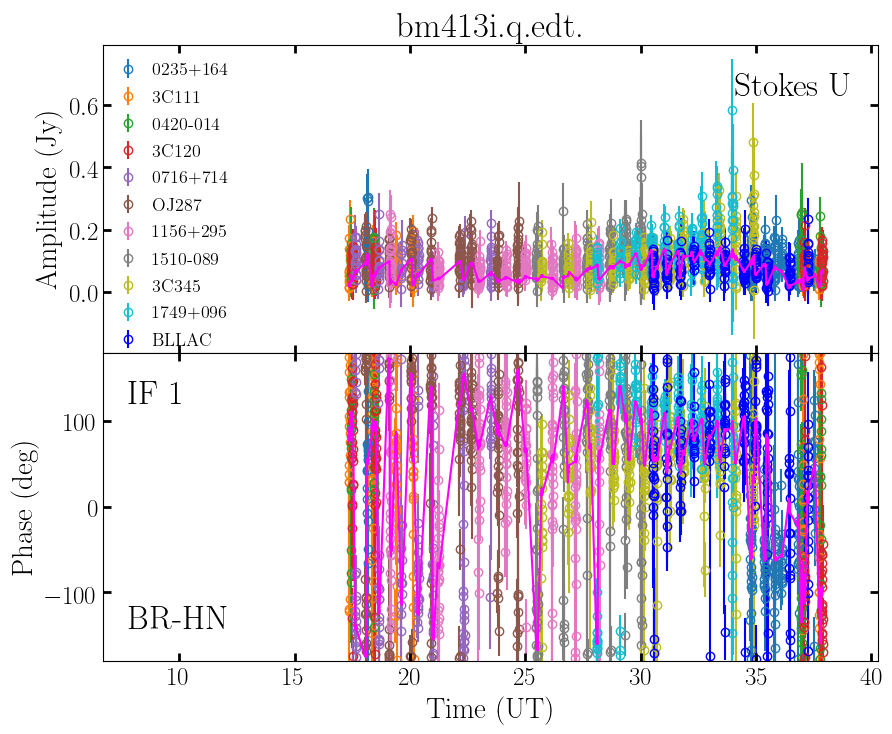 bm413i.q.edt.
Stokes U
Amplitude (Jy)
0.6
0.4
0.2
0.0
0235+164
3C111
0420-014
3C120
0716+714
OJ287
1156+295
1510-089
3C345
1749+096
BLLAC
IF 1
BR-HN
Phase (deg)
100
0
−100
10 15 20 25 30 35 40
Time (UT)